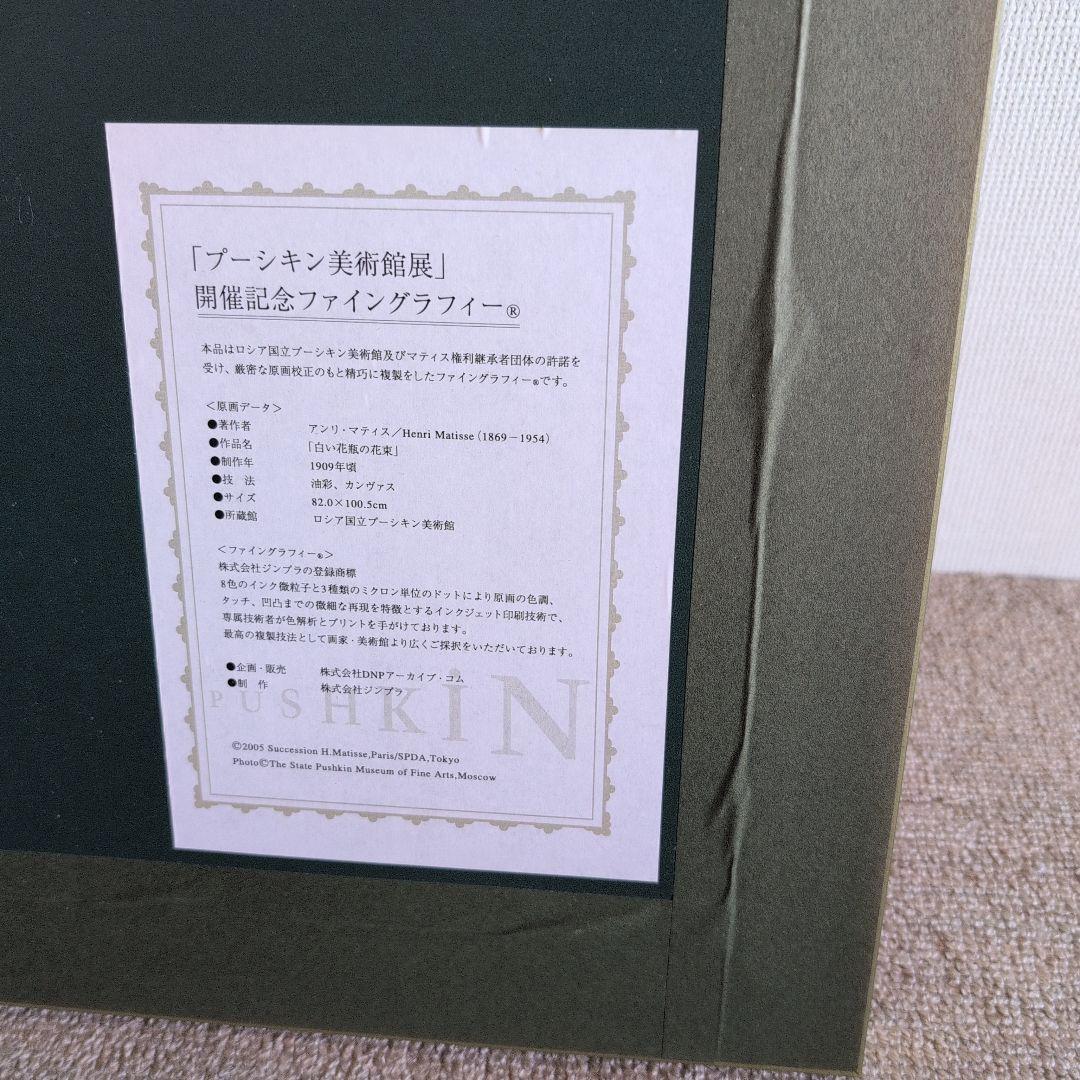 「プーシキン美術館展」
開催記念ファイングラフィー®
本品はロシア国立プーシキン美術館及びマティス権利継承者団体の許諾を
受け、厳密な原画校正のもと精巧に複製をしたファイングラフィー®です。
＜原画データ＞
●著作者 アンリ・マティス／Henri Matisse（1869－1954）
●作品名 「白い花瓶の花束」
●制作年 1909年頃
●技 法 油彩、カンヴァス
●サイズ 82.0×100.5cm
●所蔵館 ロシア国立プーシキン美術館
＜ファイングラフィー®＞
株式会社ジンプラの登録商標
8色のインク微粒子と3種類のミクロン単位のドットにより原画の色調、
タッチ、凹凸までの微細な再現を特徴とするインクジェット印刷技術で、
専属技術者が色解析とプリントを手がけております。
最高の複製技法として画家・美術館より広くご採択をいただいております。
●企画・販売 株式会社DNPアーカイブ・コム
●制 作 株式会社ジンプラ
PUSHKIN
©2005 Succession H.Matisse,Paris/SPDA,Tokyo
Photo©The State Pushkin Museum of Fine Arts,Moscow